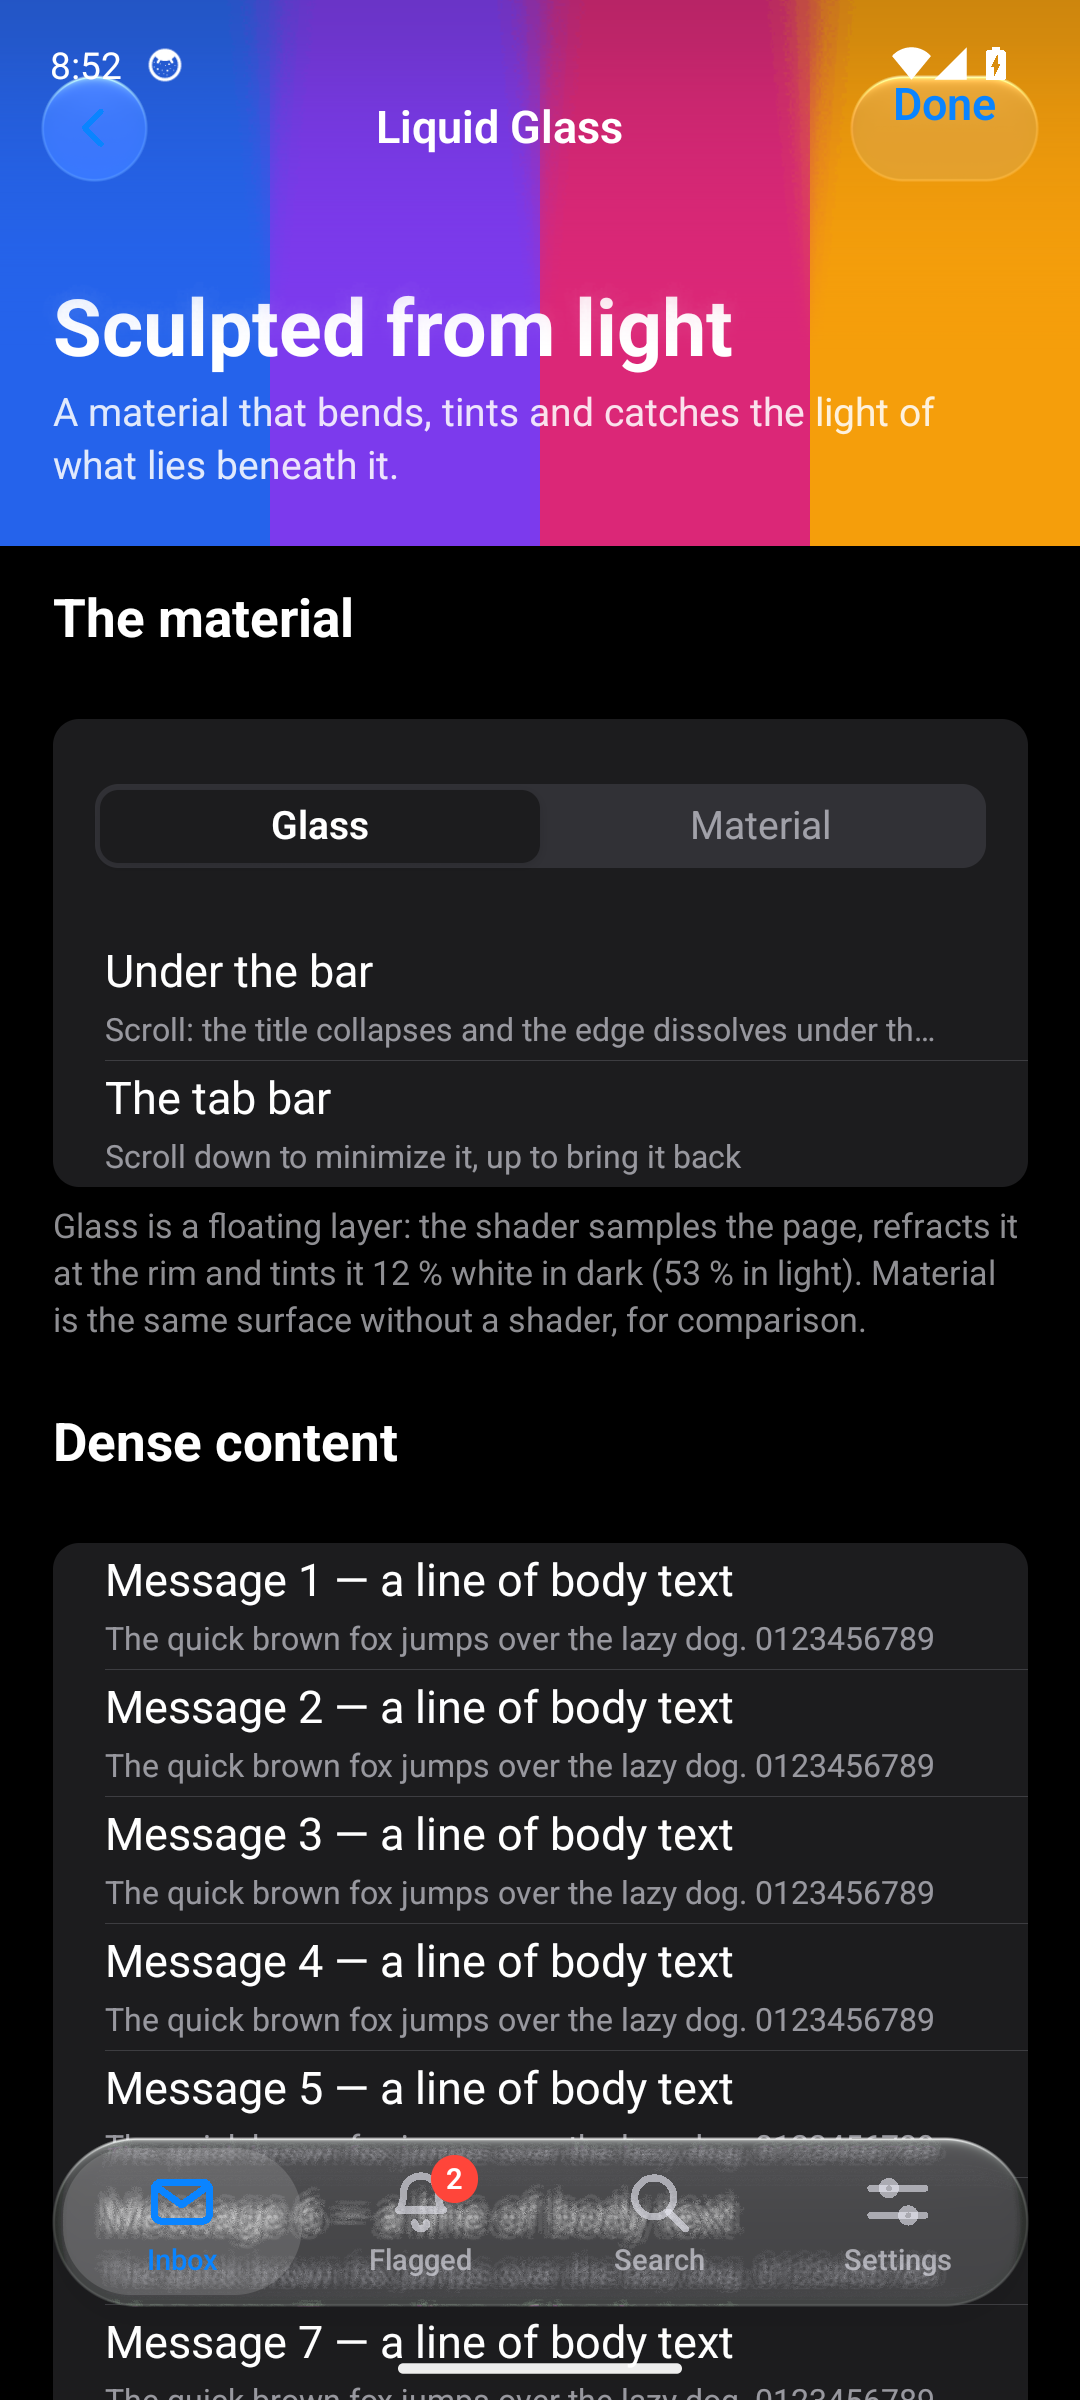 8:52
Done
Liquid Glass
Sculpted from light
A material that bends, tints and catches the light of
what lies beneath it.
The material
Glass
Material
Under the bar
Scroll: the title collapses and the edge dissolves under th...
The tab bar
Scroll down to minimize it, up to bring it back
Glass is a floating layer: the shader samples the page, refracts it
at the rim and tints it 12 % white in dark (53 % in light). Material
is the same surface without a shader, for comparison.
Dense content
Message 1 — a line of body text
The quick brown fox jumps over the lazy dog. 0123456789
Message 2 — a line of body text
The quick brown fox jumps over the lazy dog. 0123456789
Message 3 — a line of body text
The quick brown fox jumps over the lazy dog. 0123456789
Message 4 — a line of body text
The quick brown fox jumps over the lazy dog. 0123456789
Message 5 — a line of body text
2
Inbox
Flagged
Search
Settings
Message 7 — a line of body text